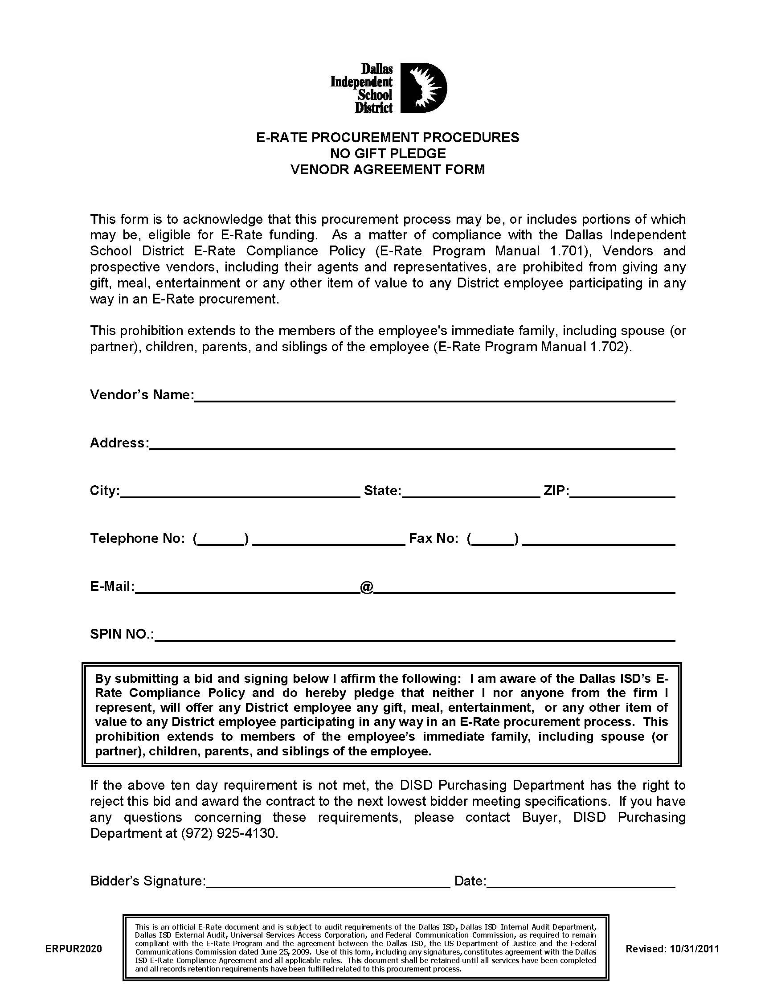 Dallas
Independent
School
District
E-RATE PROCUREMENT PROCEDURES
NO GIFT PLEDGE
VENODR AGREEMENT FORM
This form is to acknowledge that this procurement process may be, or includes portions of which
may be, eligible for E-Rate funding.  As a matter of compliance with the Dallas Independent
School District E-Rate Compliance Policy (E-Rate Program Manual 1.701), Vendors and
prospective vendors, including their agents and representatives, are prohibited from giving any
gift, meal, entertainment or any other item of value to any District employee participating in any
way in an E-Rate procurement.
This prohibition extends to the members of the employee's immediate family, including spouse (or
partner), children, parents, and siblings of the employee (E-Rate Program Manual 1.702).
Vendor’s Name:
Address:
City: State: ZIP:
Telephone No: (      ) Fax No: (      )
E-Mail: @
SPIN NO.:
By submitting a bid and signing below I affirm the following:  I am aware of the Dallas ISD’s E-
Rate Compliance Policy and do hereby pledge that neither I nor anyone from the firm I
represent, will offer any District employee any gift, meal, entertainment,  or any other item of
value to any District employee participating in any way in an E-Rate procurement process.  This
prohibition extends to members of the employee’s immediate family, including spouse (or
partner), children, parents, and siblings of the employee.
If the above ten day requirement is not met, the DISD Purchasing Department has the right to
reject this bid and award the contract to the next lowest bidder meeting specifications.  If you have
any questions concerning these requirements, please contact Buyer, DISD Purchasing
Department at (972) 925-4130.
Bidder’s Signature: Date:
This is an official E-Rate document and is subject to audit requirements of the Dallas ISD, Dallas ISD Internal Audit Department,
Dallas ISD External Audit, Universal Services Access Corporation, and Federal Communication Commission, as required to remain
compliant with the E-Rate Program and the agreement between the Dallas ISD, the US Department of Justice and the Federal
Communications Commission dated June 25, 2009.  Use of this form, including any signatures, constitutes agreement with the Dallas
ISD E-Rate Compliance Agreement and all applicable rules.  This document shall be retained until all services have been completed
and all records retention requirements have been fulfilled related to this procurement process.
ERPUR2020
Revised: 10/31/2011